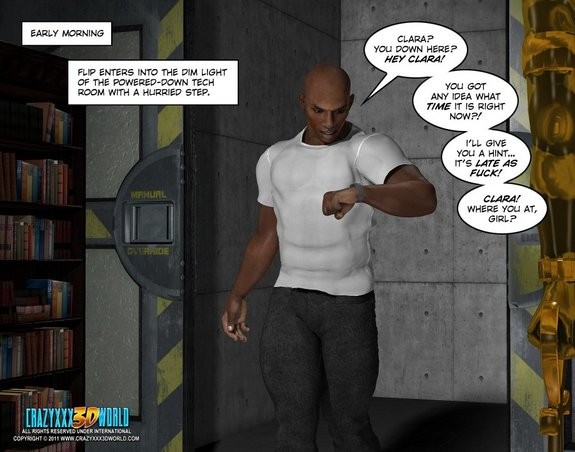 EARLY MORNING
FLIP ENTERS INTO THE DIM LIGHT
OF THE POWERED-DOWN TECH
ROOM WITH A HURRIED STEP.
CLARA?
YOU DOWN HERE?
HEY CLARA!
YOU GOT
ANY IDEA WHAT
TIME IT IS RIGHT
NOW?!
I'LL GIVE
YOU A HINT...
IT'S LATE AS
FUCK!
CLARA!
WHERE YOU AT,
GIRL?
MANUAL
OVERRIDE
CRAZYXXX3DWORLD
ALL RIGHTS RESERVED UNDER INTERNATIONAL
COPYRIGHT © 2011 WWW.CRAZYXXX3DWORLD.COM